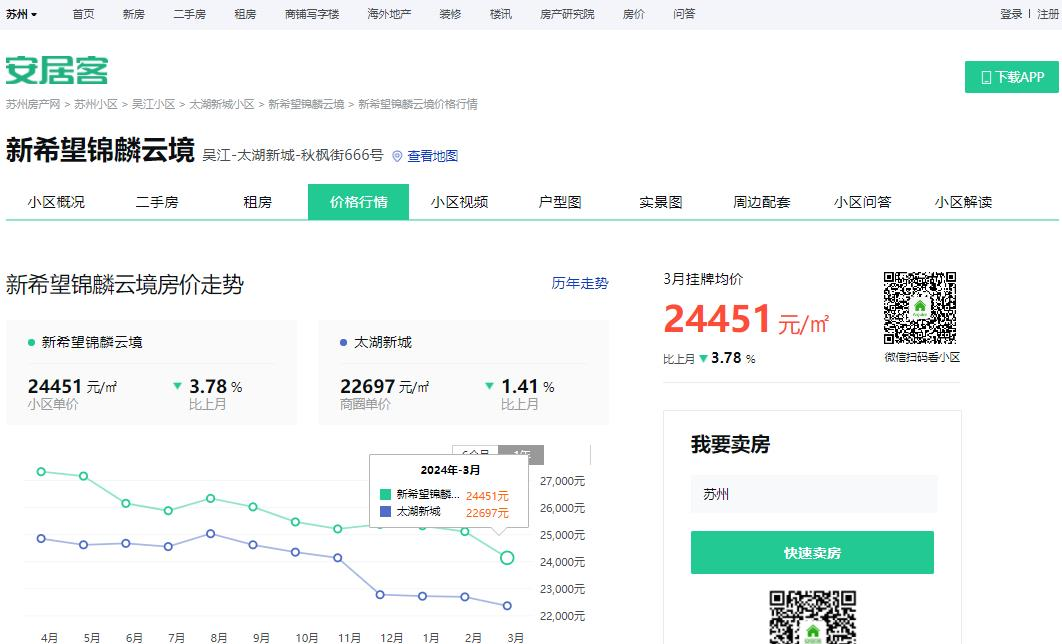 苏州 首页 新房 二手房 租房 商铺写字楼 海外地产 装修 楼讯 房产研究院 房价 问答 登录 注册
安居客
下载APP
苏州房产网 > 苏州小区 > 吴江小区 > 太湖新城小区 > 新希望锦麟云境 > 新希望锦麟云境价格行情
新希望锦麟云境 吴江-太湖新城-秋枫街666号 查看地图
小区概况 二手房 租房 价格行情 小区视频 户型图 实景图 周边配套 小区问答 小区解读
新希望锦麟云境房价走势 历年走势
新希望锦麟云境
24451 元/㎡ 3.78 %
小区单价 比上月
太湖新城
22697 元/㎡ 1.41 %
商圈单价 比上月
6个月 1年
2024年-3月
新希望锦麟... 24451元
太湖新城 22697元
27,000元
26,000元
25,000元
24,000元
23,000元
22,000元
4月 5月 6月 7月 8月 9月 10月 11月 12月 1月 2月 3月
3月挂牌均价
24451 元/㎡
比上月 3.78 %
微信扫码看小区
我要卖房
苏州
快速卖房